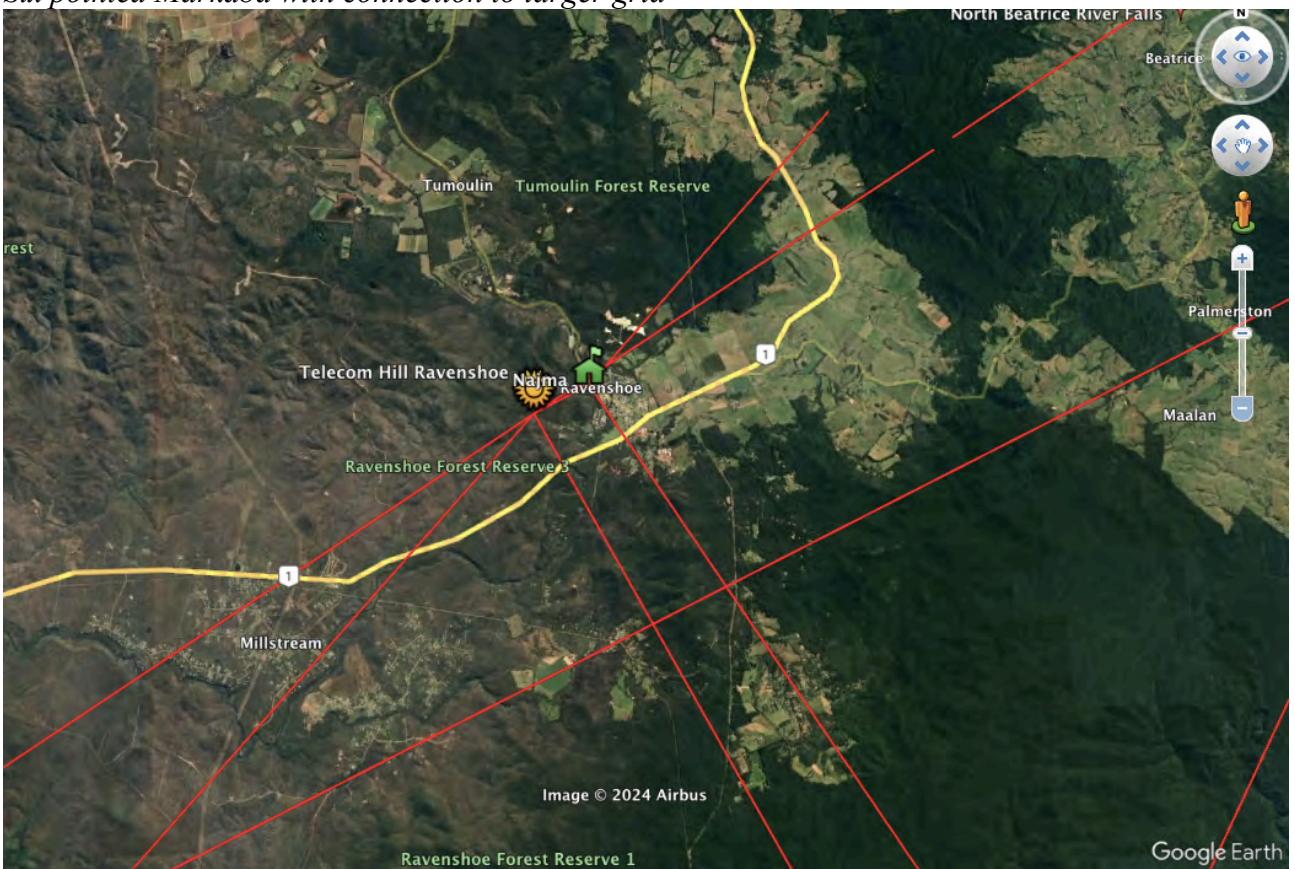 North Beatrice River Falls
N
Beatrice
Tumoulin
Tumoulin Forest Reserve
rest
Palmerston
1
Telecom Hill Ravenshoe
Najma
Ravenshoe
Maalan
Ravenshoe Forest Reserve 3
1
Millstream
Image © 2024 Airbus
Google Earth
Ravenshoe Forest Reserve 1